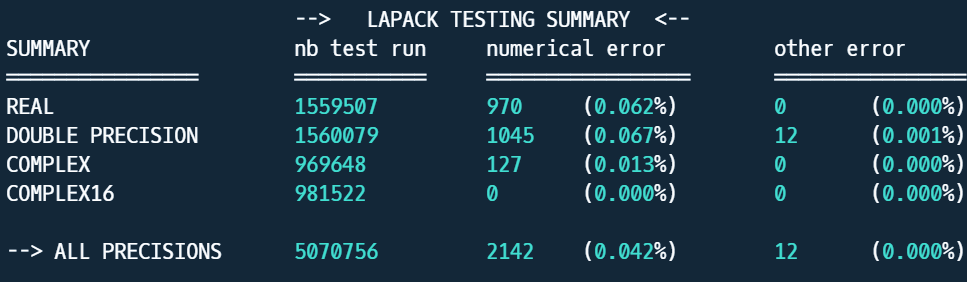 --> LAPACK TESTING SUMMARY <--
SUMMARY nb test run numerical error other error
================ =========== ================= ================
REAL 1559507 970 (0.062%) 0 (0.000%)
DOUBLE PRECISION 1560079 1045 (0.067%) 12 (0.001%)
COMPLEX 969648 127 (0.013%) 0 (0.000%)
COMPLEX16 981522 0 (0.000%) 0 (0.000%)
--> ALL PRECISIONS 5070756 2142 (0.042%) 12 (0.000%)